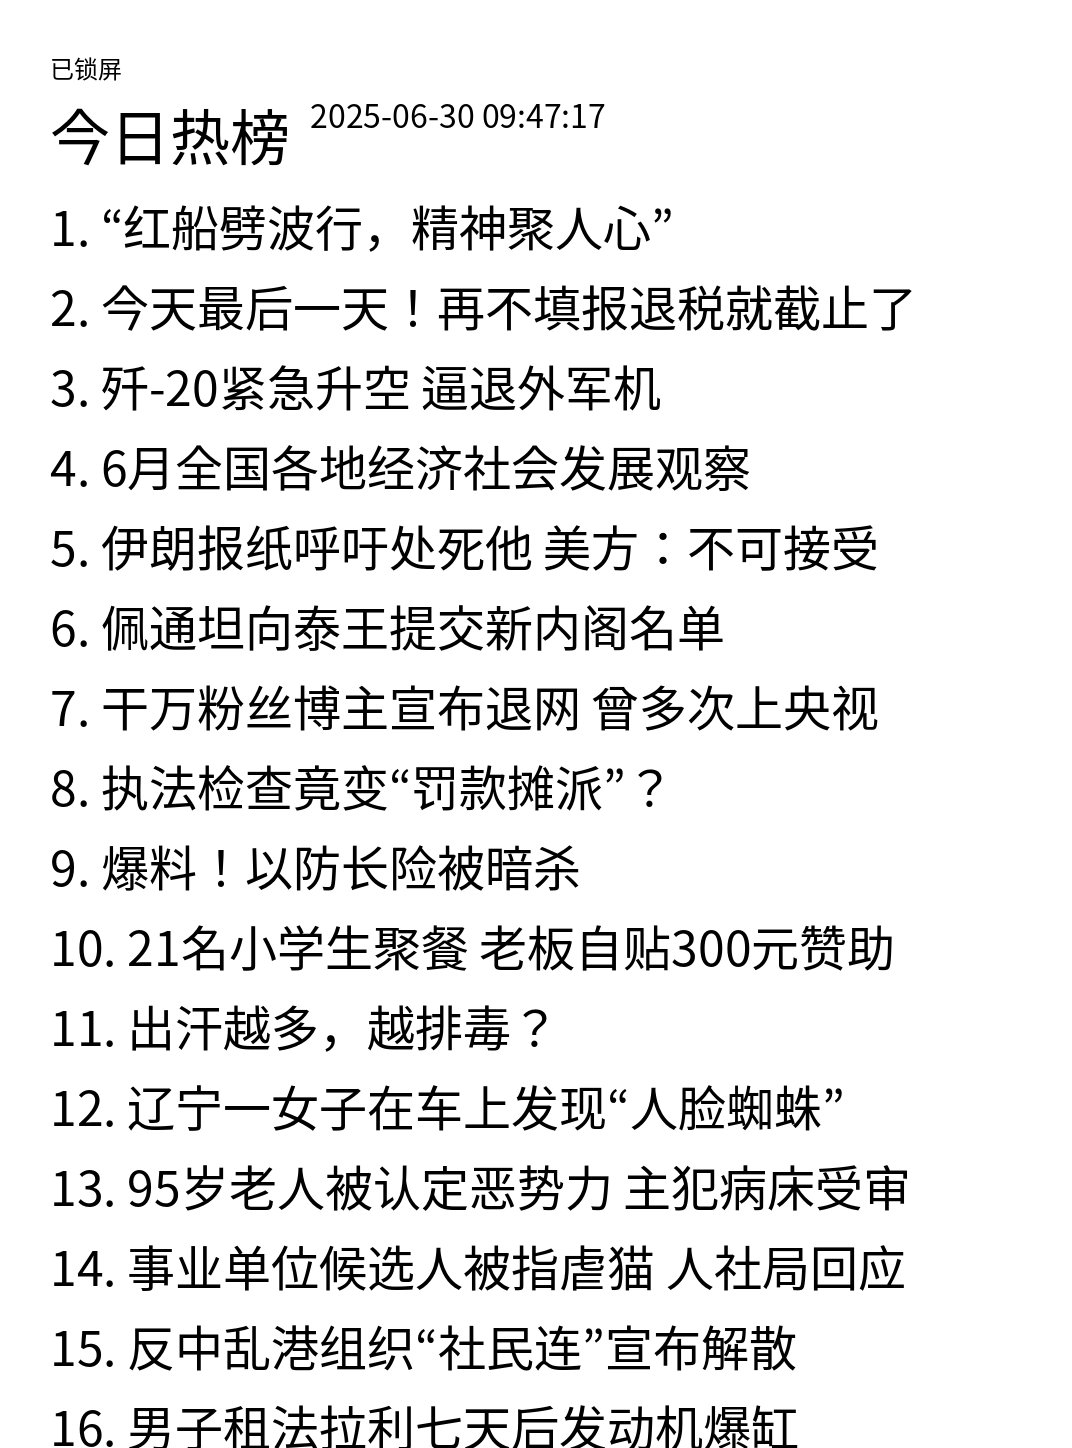 已锁屏
今日热榜 2025-06-30 09:47:17
1. “红船劈波行，精神聚人心”
2. 今天最后一天！再不填报退税就截止了
3. 歼-20紧急升空 逼退外军机
4. 6月全国各地经济社会发展观察
5. 伊朗报纸呼吁处死他 美方：不可接受
6. 佩通坦向泰王提交新内阁名单
7. 干万粉丝博主宣布退网 曾多次上央视
8. 执法检查竟变“罚款摊派”？
9. 爆料！以防长险被暗杀
10. 21名小学生聚餐 老板自贴300元赞助
11. 出汗越多，越排毒？
12. 辽宁一女子在车上发现“人脸蜘蛛”
13. 95岁老人被认定恶势力 主犯病床受审
14. 事业单位候选人被指虐猫 人社局回应
15. 反中乱港组织“社民连”宣布解散
16. 男子租法拉利七天后发动机爆缸